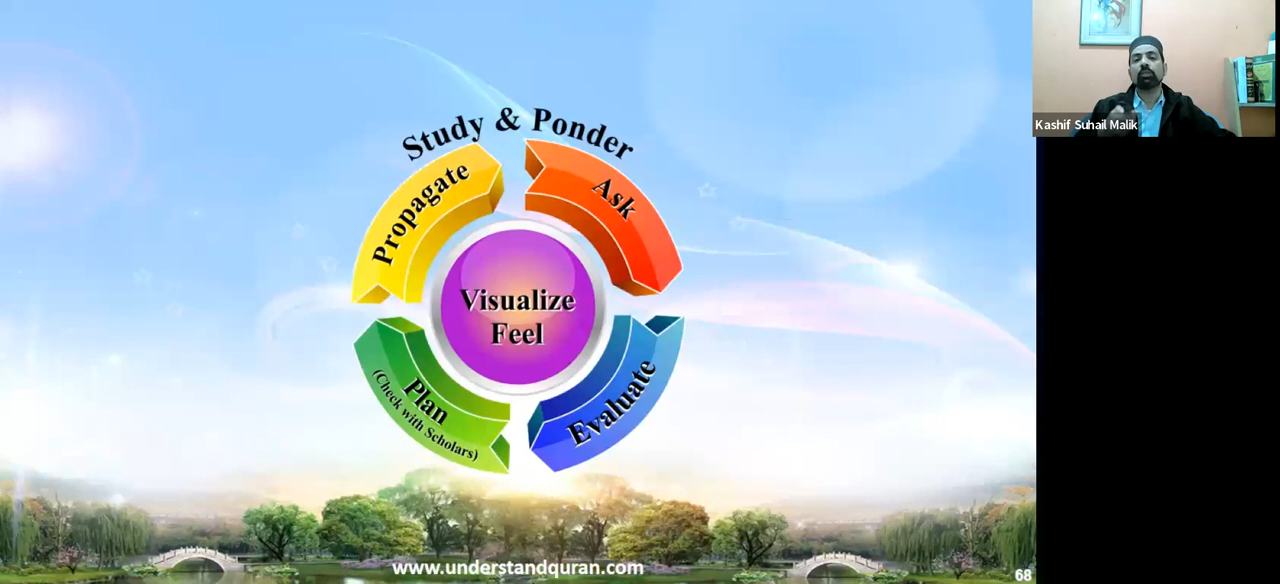 Study & Ponder
Propagate
Ask
Visualize
Feel
Plan
(Check with Scholars)
Evaluate
www.understandquran.com
68
Kashif Suhail Malik